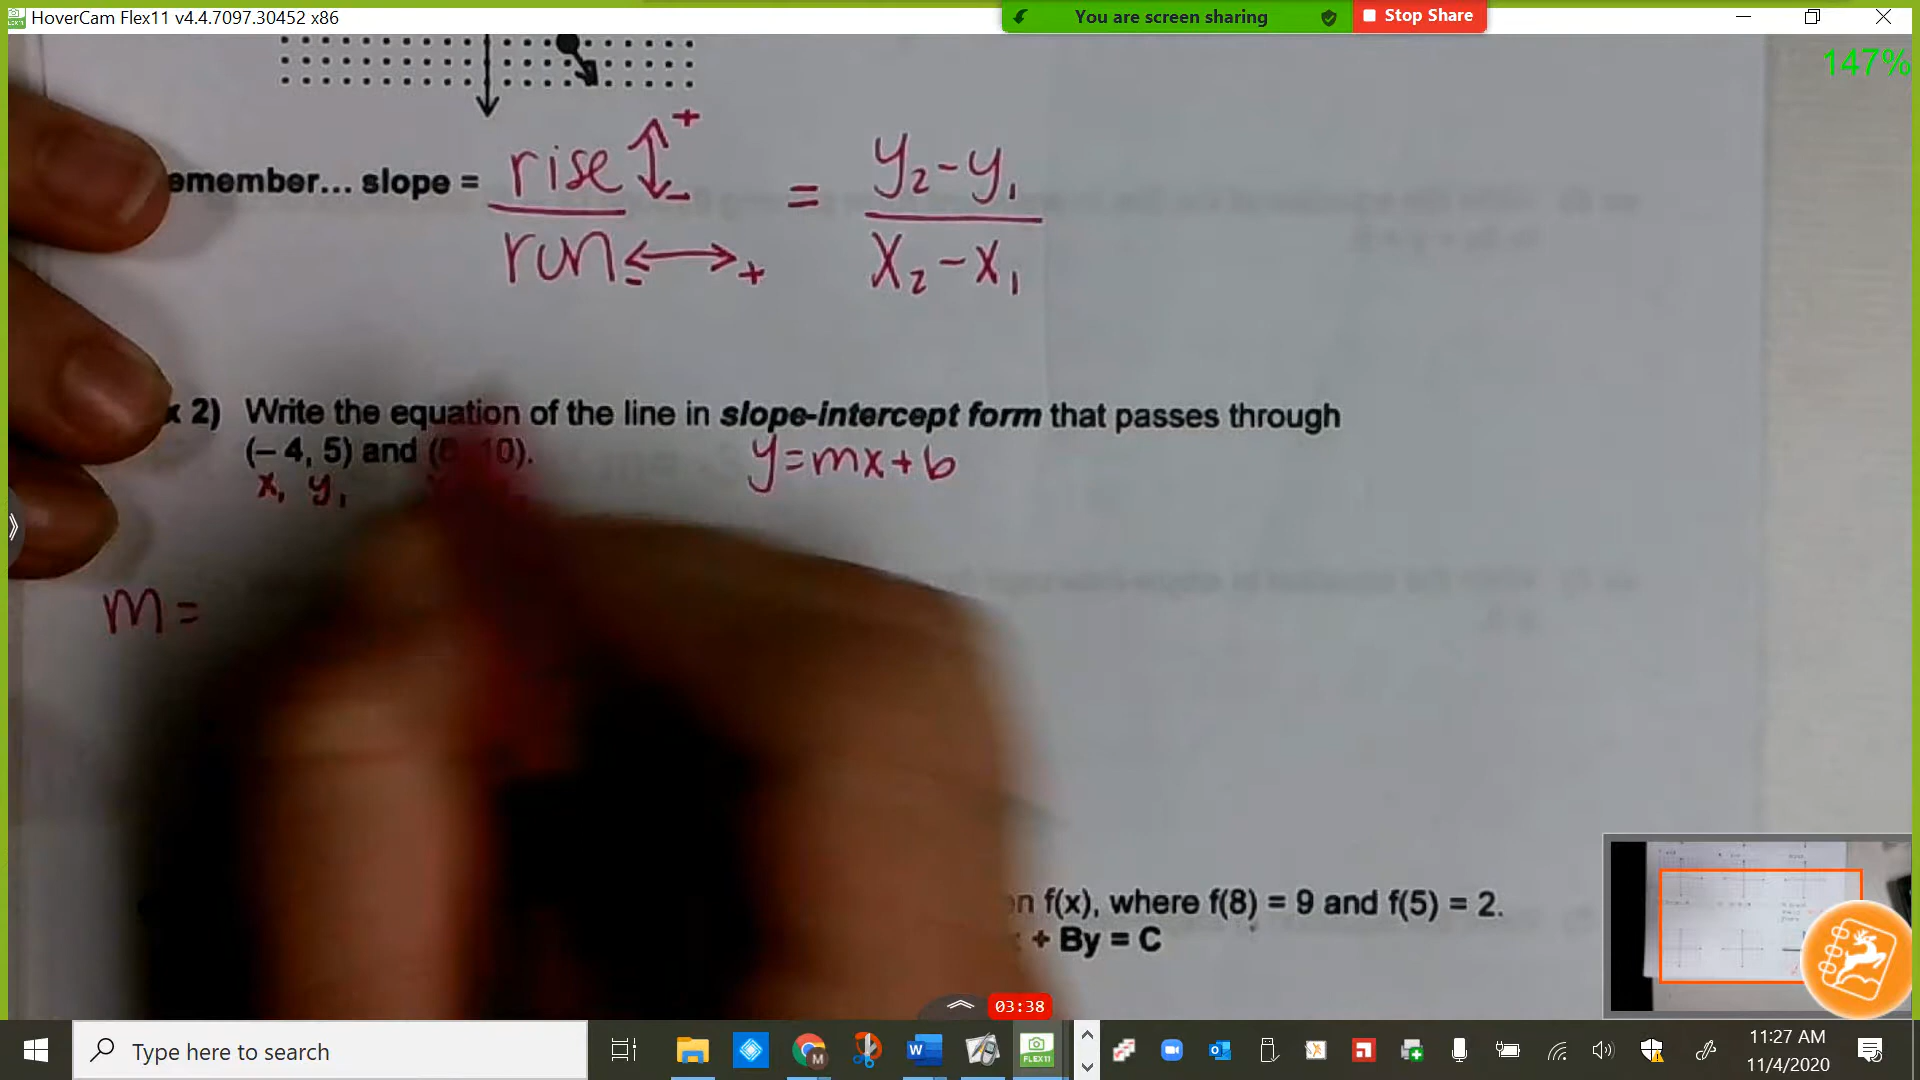 HoverCam Flex11 v4.4.7097.30452 x86
You are screen sharing
Stop Share
147%
emember... slope = rise + - / run - + = y₂ - y₁ / x₂ - x₁
x 2) Write the equation of the line in slope-intercept form that passes through
(– 4, 5) and
y = mx + b
x₁ y₁
m =
f(x), where f(8) = 9 and f(5) = 2.
+ By = C
03:38
Type here to search
FLEX11
11:27 AM
11/4/2020